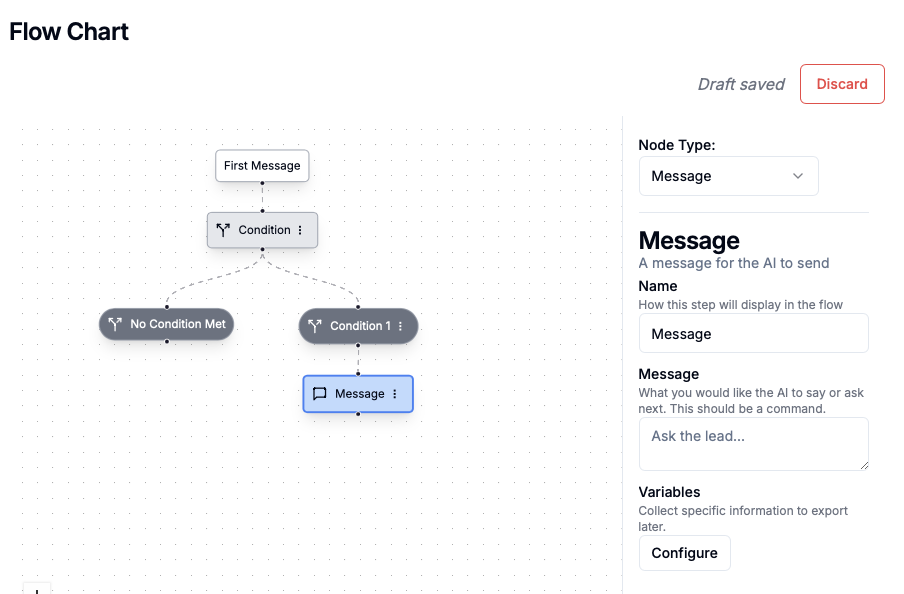 Flow Chart
Draft saved
Discard
First Message
Condition
No Condition Met
Condition 1
Message
Node Type:
Message
Message
A message for the AI to send
Name
How this step will display in the flow
Message
Message
What you would like the AI to say or ask
next. This should be a command.
Ask the lead...
Variables
Collect specific information to export
later.
Configure